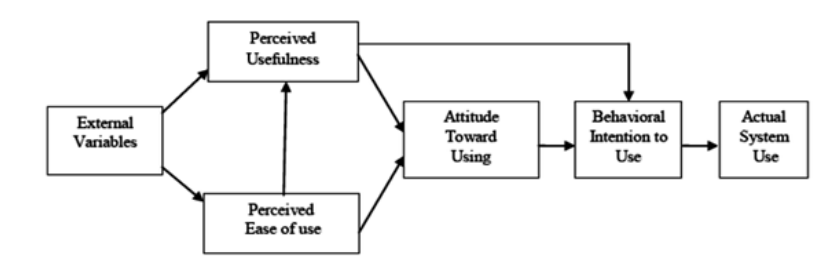 Perceived
Usefulness
External
Variables
Perceived
Ease of use
Attitude
Toward
Using
Behavioral
Intention to
Use
Actual
System
Use